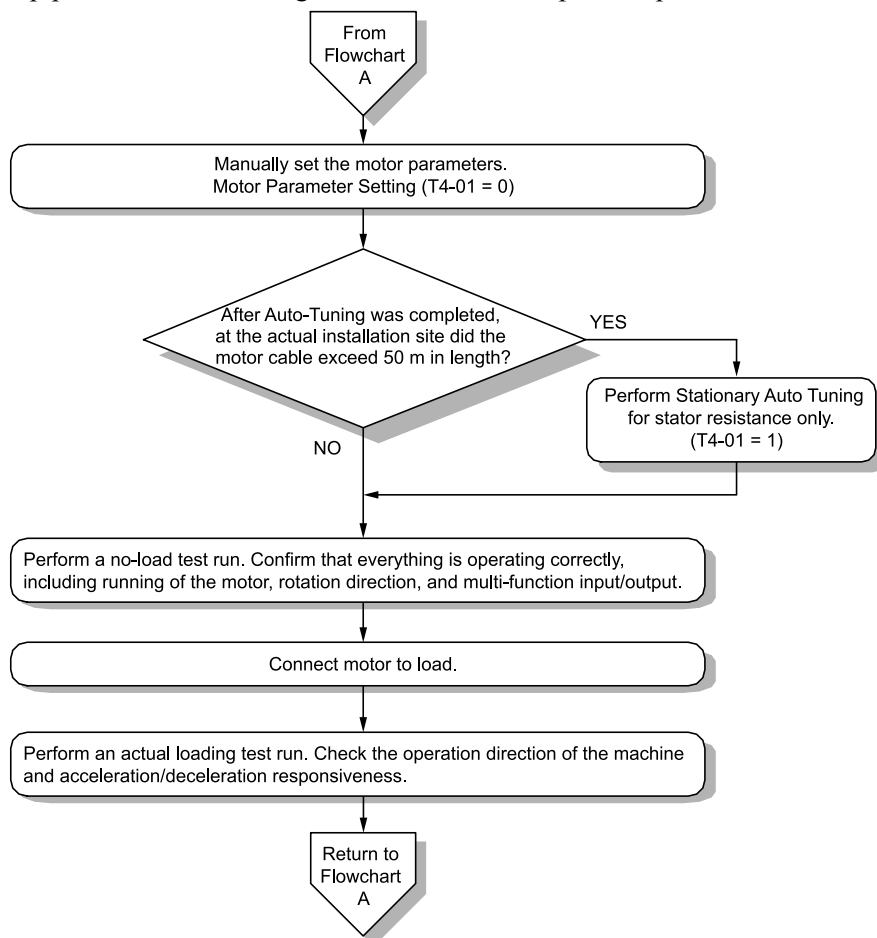 From
Flowchart
A
Manually set the motor parameters.
Motor Parameter Setting (T4-01 = 0)
After Auto-Tuning was completed,
at the actual installation site did the
motor cable exceed 50 m in length?
YES
Perform Stationary Auto Tuning
for stator resistance only.
(T4-01 = 1)
NO
Perform a no-load test run. Confirm that everything is operating correctly,
including running of the motor, rotation direction, and multi-function input/output.
Connect motor to load.
Perform an actual loading test run. Check the operation direction of the machine
and acceleration/deceleration responsiveness.
Return to
Flowchart
A